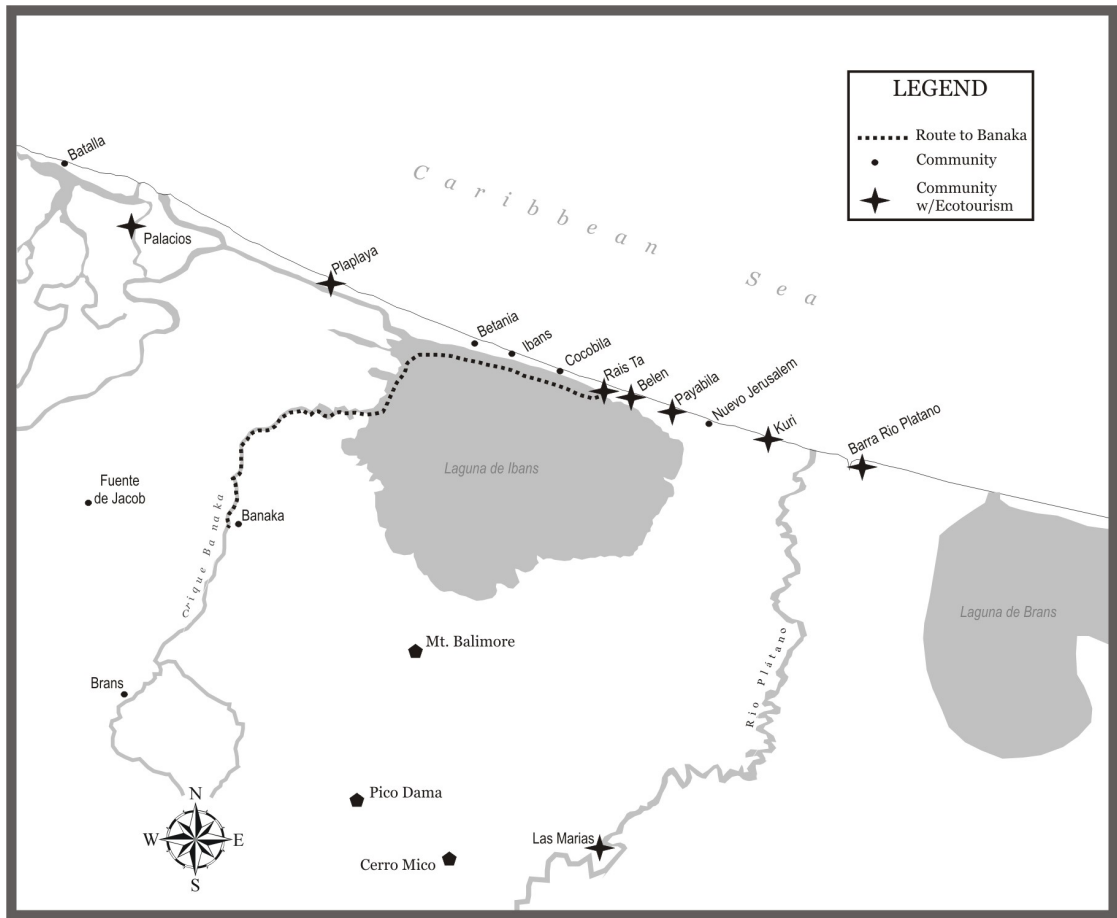 LEGEND
Route to Banaka
Community
Community
w/Ecotourism
Batalla
Caribbean Sea
Palacios
Plaplaya
Betania
Ibans
Cocobila
Rais Ta
Belen
Payabila
Nuevo Jerusalem
Kuri
Barra Rio Platano
Laguna de Ibans
Fuente
de Jacob
Banaka
Crique Banaka
Laguna de Brans
Mt. Balimore
Rio Plátano
Brans
Pico Dama
N
W
E
S
Las Marias
Cerro Mico